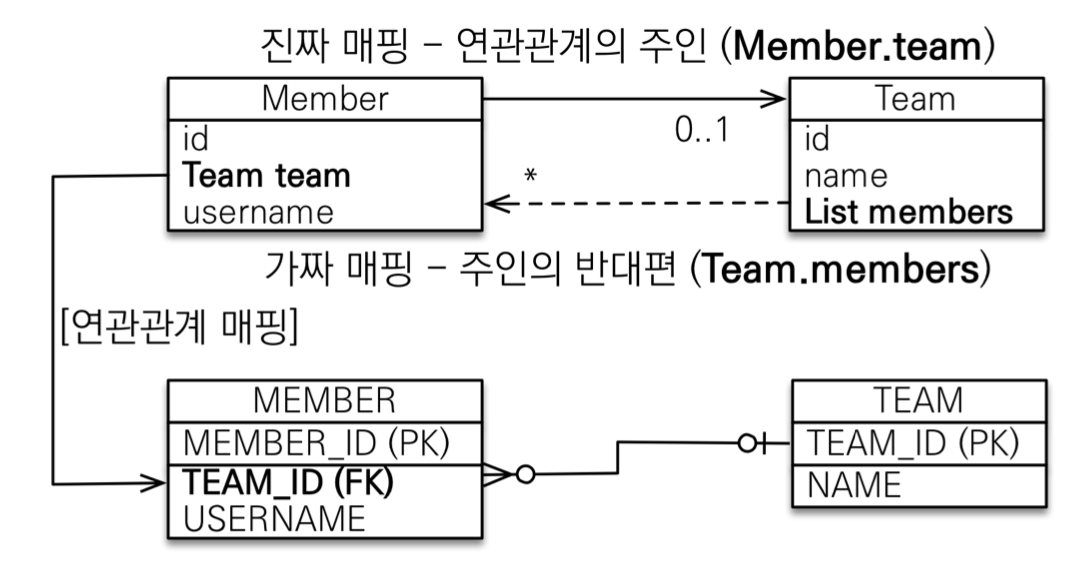 진짜 매핑 – 연관관계의 주인 (Member.team)
Member
id
Team team
username
0..1
*
Team
id
name
List members
가짜 매핑 – 주인의 반대편 (Team.members)
[연관관계 매핑]
MEMBER
MEMBER_ID (PK)
TEAM_ID (FK)
USERNAME
TEAM
TEAM_ID (PK)
NAME